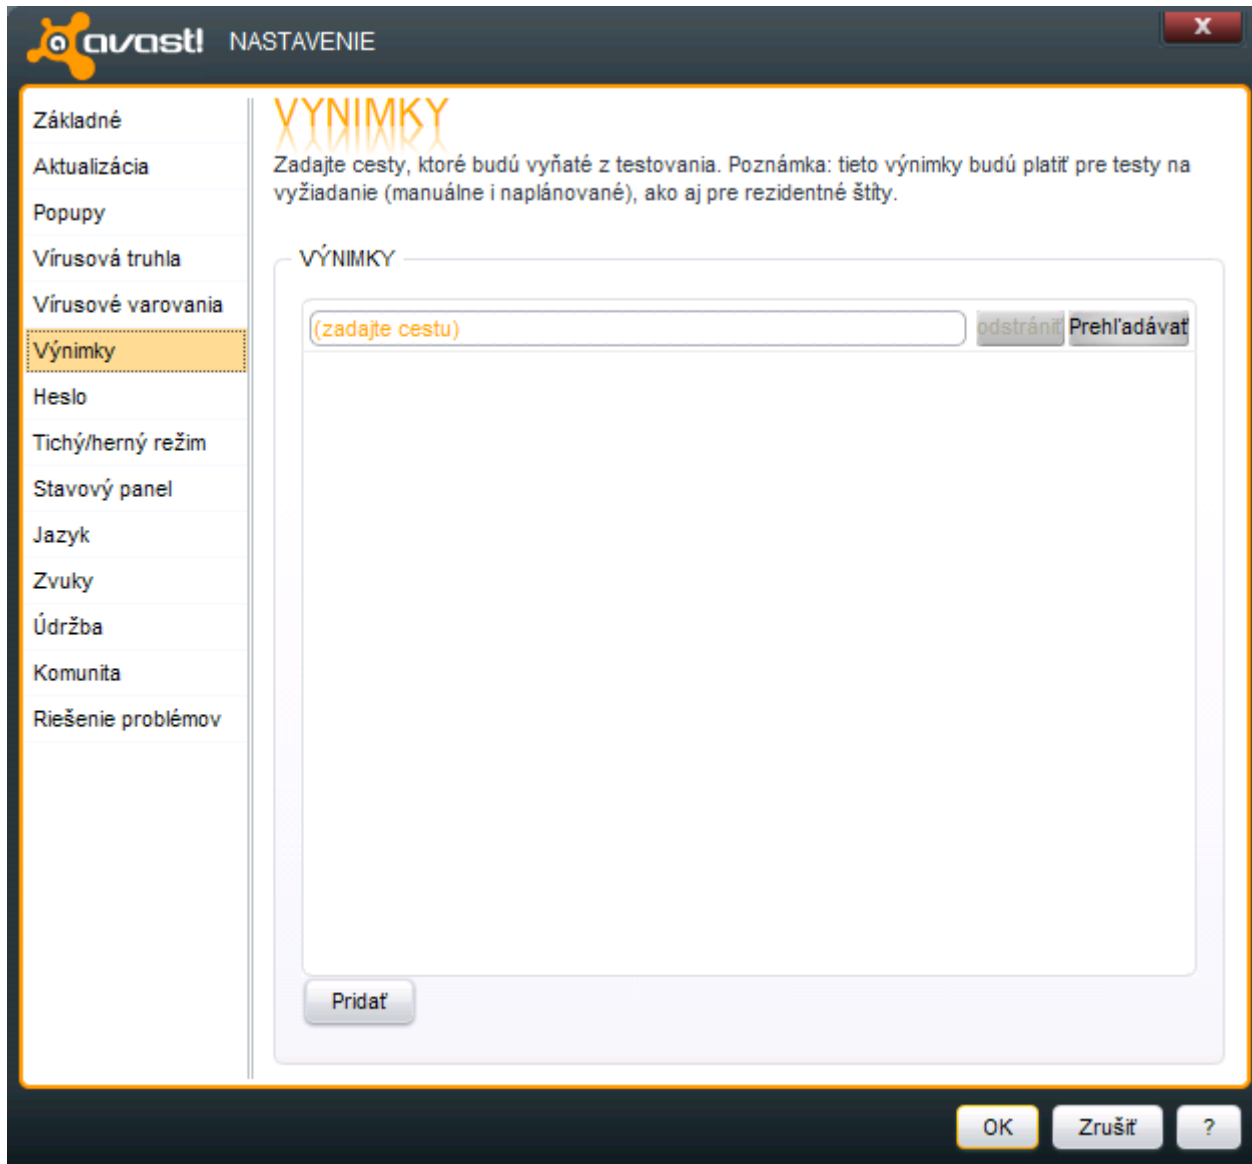 avast! NASTAVENIE
x
Základné
Aktualizácia
Popupy
Vírusová truhla
Vírusové varovania
Výnimky
Heslo
Tichý/herný režim
Stavový panel
Jazyk
Zvuky
Údržba
Komunita
Riešenie problémov
VÝNIMKY
Zadajte cesty, ktoré budú vyňaté z testovania. Poznámka: tieto výnimky budú platiť pre testy na
vyžiadanie (manuálne i naplánované), ako aj pre rezidentné štíty.
VÝNIMKY
(zadajte cestu) odstrániť Prehľadávať
Pridať
OK Zrušiť ?